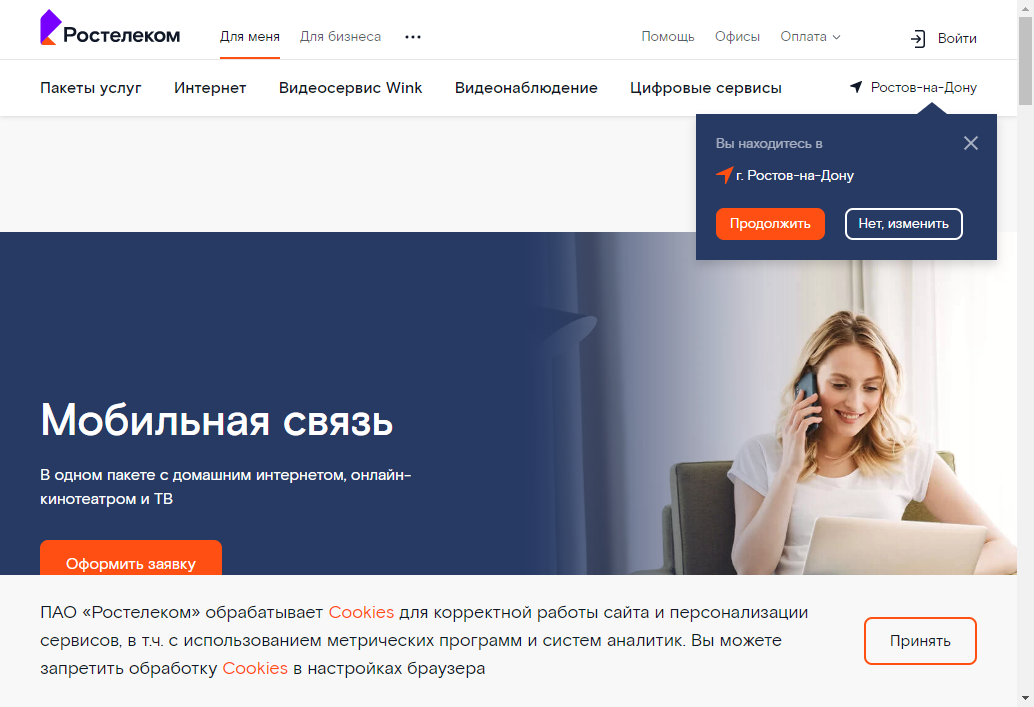 Ростелеком
Для меня
Для бизнеса
Помощь
Офисы
Оплата
Войти
Пакеты услуг
Интернет
Видеосервис Wink
Видеонаблюдение
Цифровые сервисы
Ростов-на-Дону
Вы находитесь в
г. Ростов-на-Дону
Продолжить
Нет, изменить
Мобильная связь
В одном пакете с домашним интернетом, онлайн-
кинотеатром и ТВ
Оформить заявку
ПАО «Ростелеком» обрабатывает Cookies для корректной работы сайта и персонализации
сервисов, в т.ч. с использованием метрических программ и систем аналитик. Вы можете
запретить обработку Cookies в настройках браузера
Принять